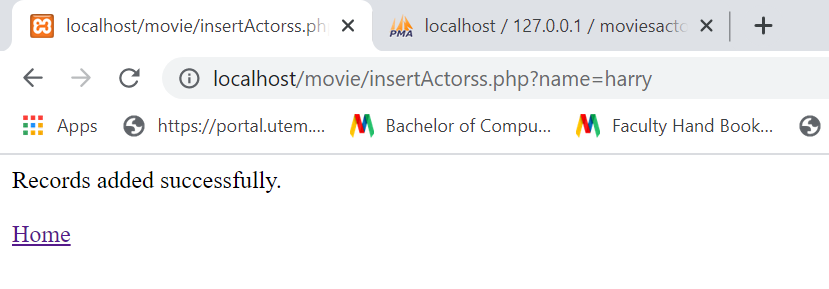 localhost/movie/insertActorss.ph
PMA localhost / 127.0.0.1 / moviesacto
localhost/movie/insertActorss.php?name=harry
Apps https://portal.utem.... Bachelor of Compu... Faculty Hand Book...
Records added successfully.
Home